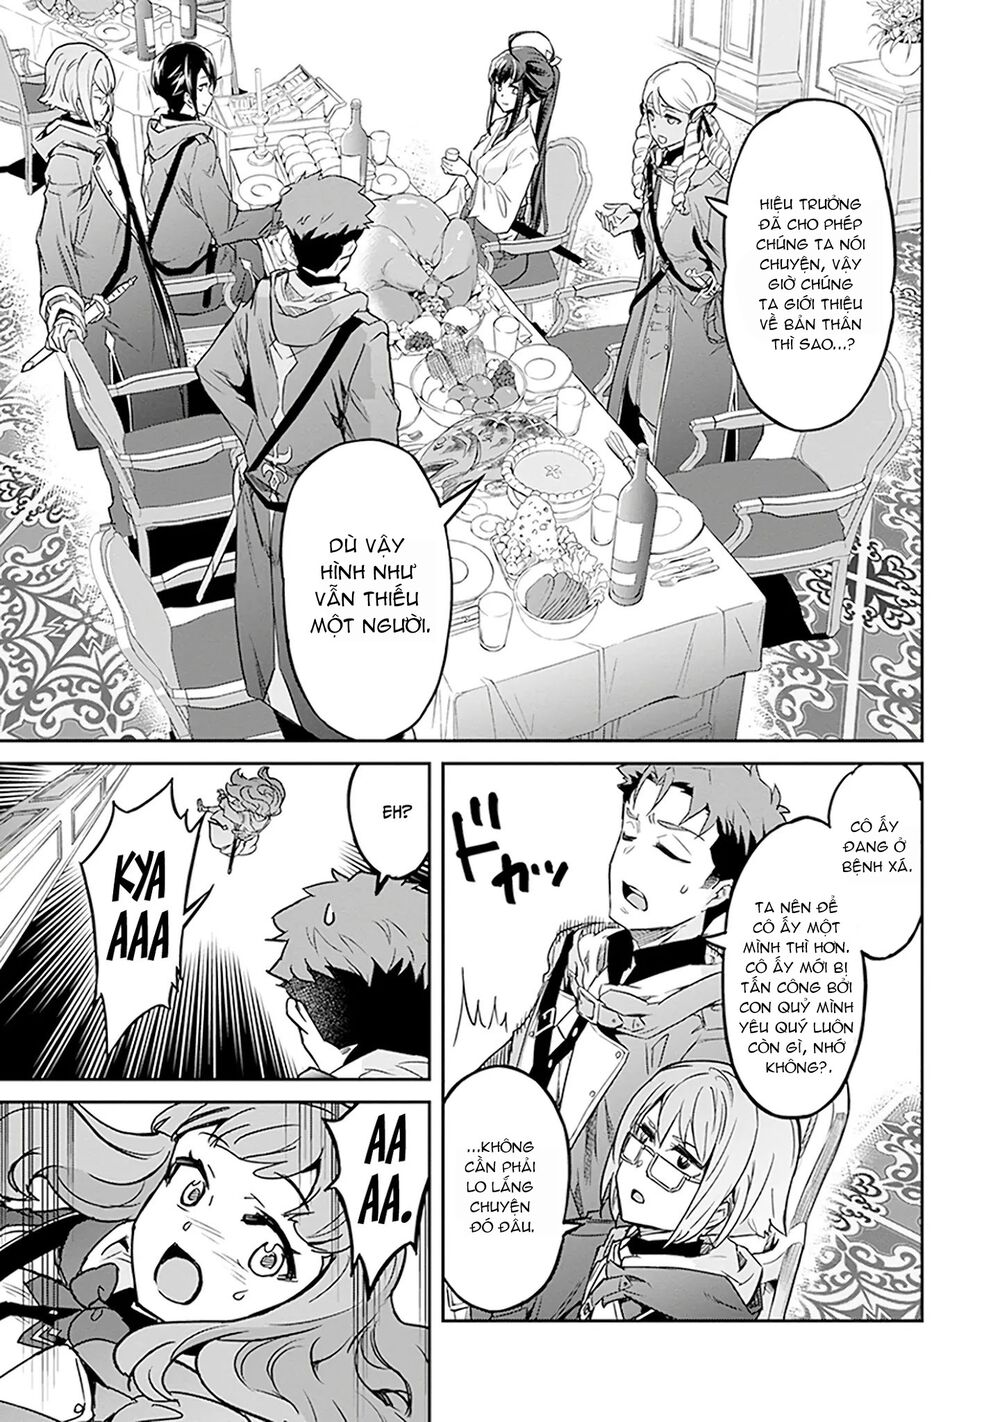 HIỆU TRƯỞNG
ĐÃ CHO PHÉP
CHÚNG TA NÓI
CHUYỆN, VẬY
GIỜ CHÚNG
TA GIỚI THIỆU
VỀ BẢN THÂN
THÌ SAO...?
DÙ VẬY
HÌNH NHƯ
VẪN THIẾU
MỘT NGƯỜI.
CÔ ẤY
ĐANG Ở
BỆNH XÁ.
TA NÊN ĐỂ
CÔ ẤY MỘT
MÌNH THÌ HƠN.
CÔ ẤY MỚI BỊ
TẤN CÔNG BỞI
CON QUỶ MÌNH
YÊU QUÝ LUÔN
CÒN GÌ, NHỚ
KHÔNG?.
ドドカッ
...KHÔNG
CẦN PHẢI
LO LẮNG
CHUYỆN
ĐÓ ĐÂU.
EH?
KYA
AAA
AAA
AA
AA.